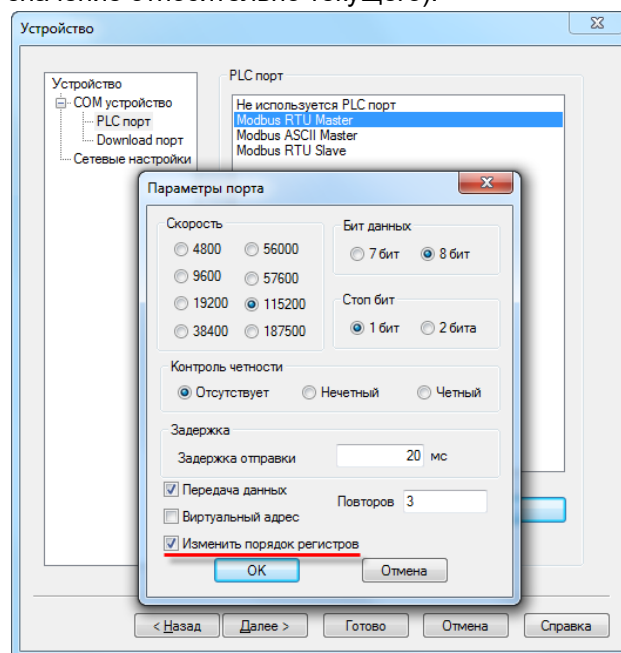 значение относительно текущего).
Устройство
Устройство
COM устройство
PLC порт
Download порт
Сетевые настройки
PLC порт
Не используется PLC порт
Modbus RTU Master
Modbus ASCII Master
Modbus RTU Slave
Параметры порта
Скорость
4800 56000
9600 57600
19200 115200
38400 187500
Бит данных
7 бит 8 бит
Стоп бит
1 бит 2 бита
Контроль четности
Отсутствует Нечетный Четный
Задержка
Задержка отправки 20 мс
Передача данных
Повторов 3
Виртуальный адрес
Изменить порядок регистров
OK Отмена
< Назад Далее > Готово Отмена Справка